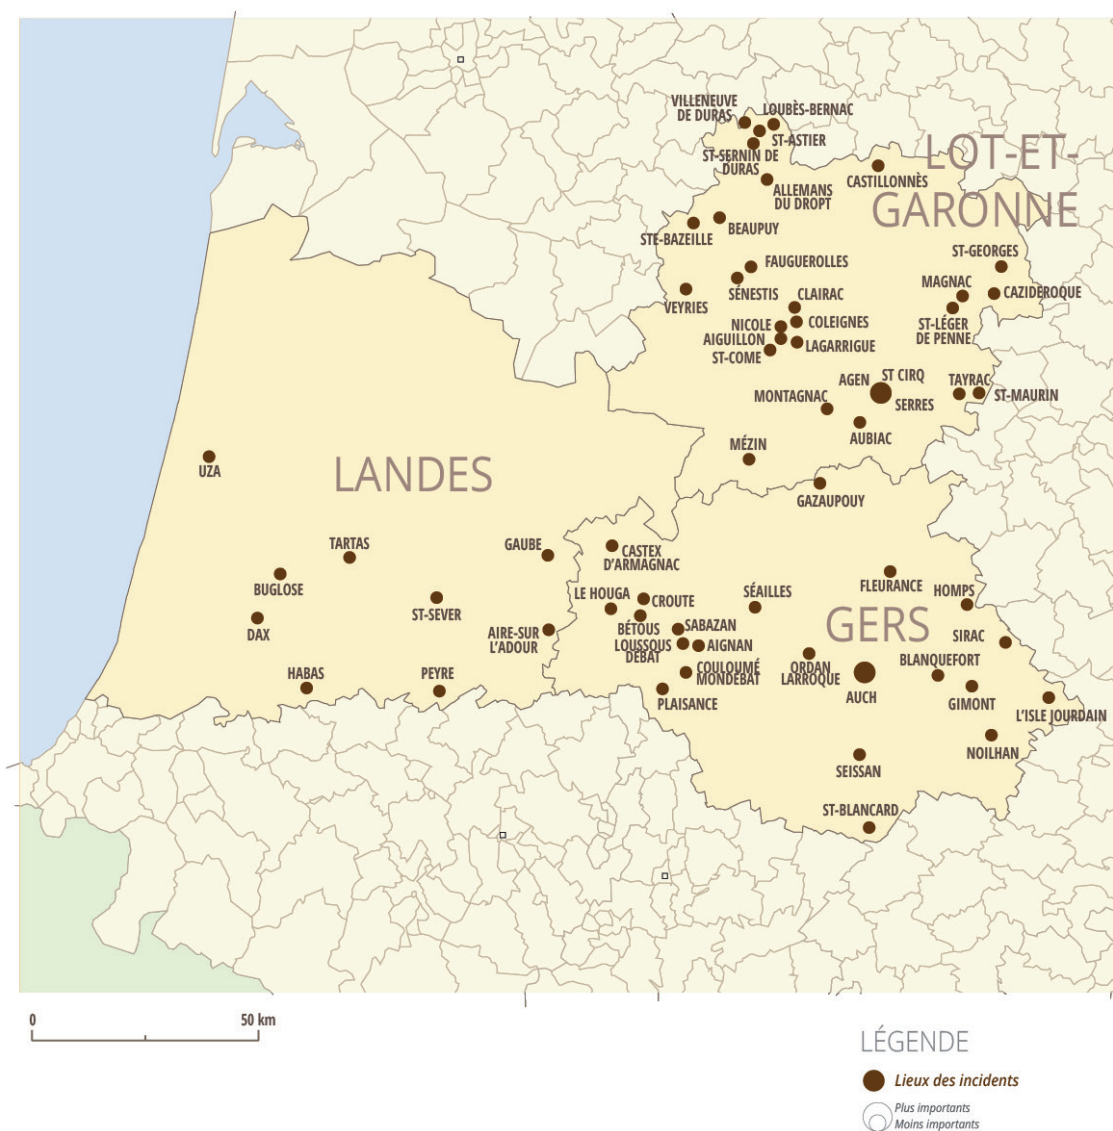 VILLENEUVE
DE DURAS
LOUBÈS-BERNAC
ST-ASTIER
ST-SERNIN DE
DURAS
ALLEMANS
DU DROPT
CASTILLONNÈS
LOT-ET-
GARONNE
STE-BAZEILLE
BEAUPUY
ST-GEORGES
FAUGUEROLLES
SÉNESTIS
VEYRIES
CLAIRAC
MAGNAC
CAZIDEROQUE
NICOLE
COLEIGNES
ST-LÉGER
DE PENNE
AIGUILLON
LAGARRIGUE
ST-COME
AGEN
ST CIRQ
SERRES
TAYRAC
ST-MAURIN
MONTAGNAC
AUBIAC
MÉZIN
UZA
LANDES
GAZAUPOUY
TARTAS
GAUBE
CASTEX
D'ARMAGNAC
BUGLOSE
FLEURANCE
HOMPS
LE HOUGA
CROUTE
SÉAILLES
ST-SEVER
DAX
AIRE-SUR
L'ADOUR
BÉTOUS
SABAZAN
GERS
SIRAC
LOUSSOUS
DÉBAT
AIGNAN
ORDAN
LARROQUE
BLANQUEFORT
HABAS
PEYRE
COULOUMÉ
MONDEBAT
PLAISANCE
AUCH
GIMONT
L'ISLE JOURDAIN
NOILHAN
SEISSAN
ST-BLANCARD
0
50 km
LÉGENDE
Lieux des incidents
Plus importants
Moins importants